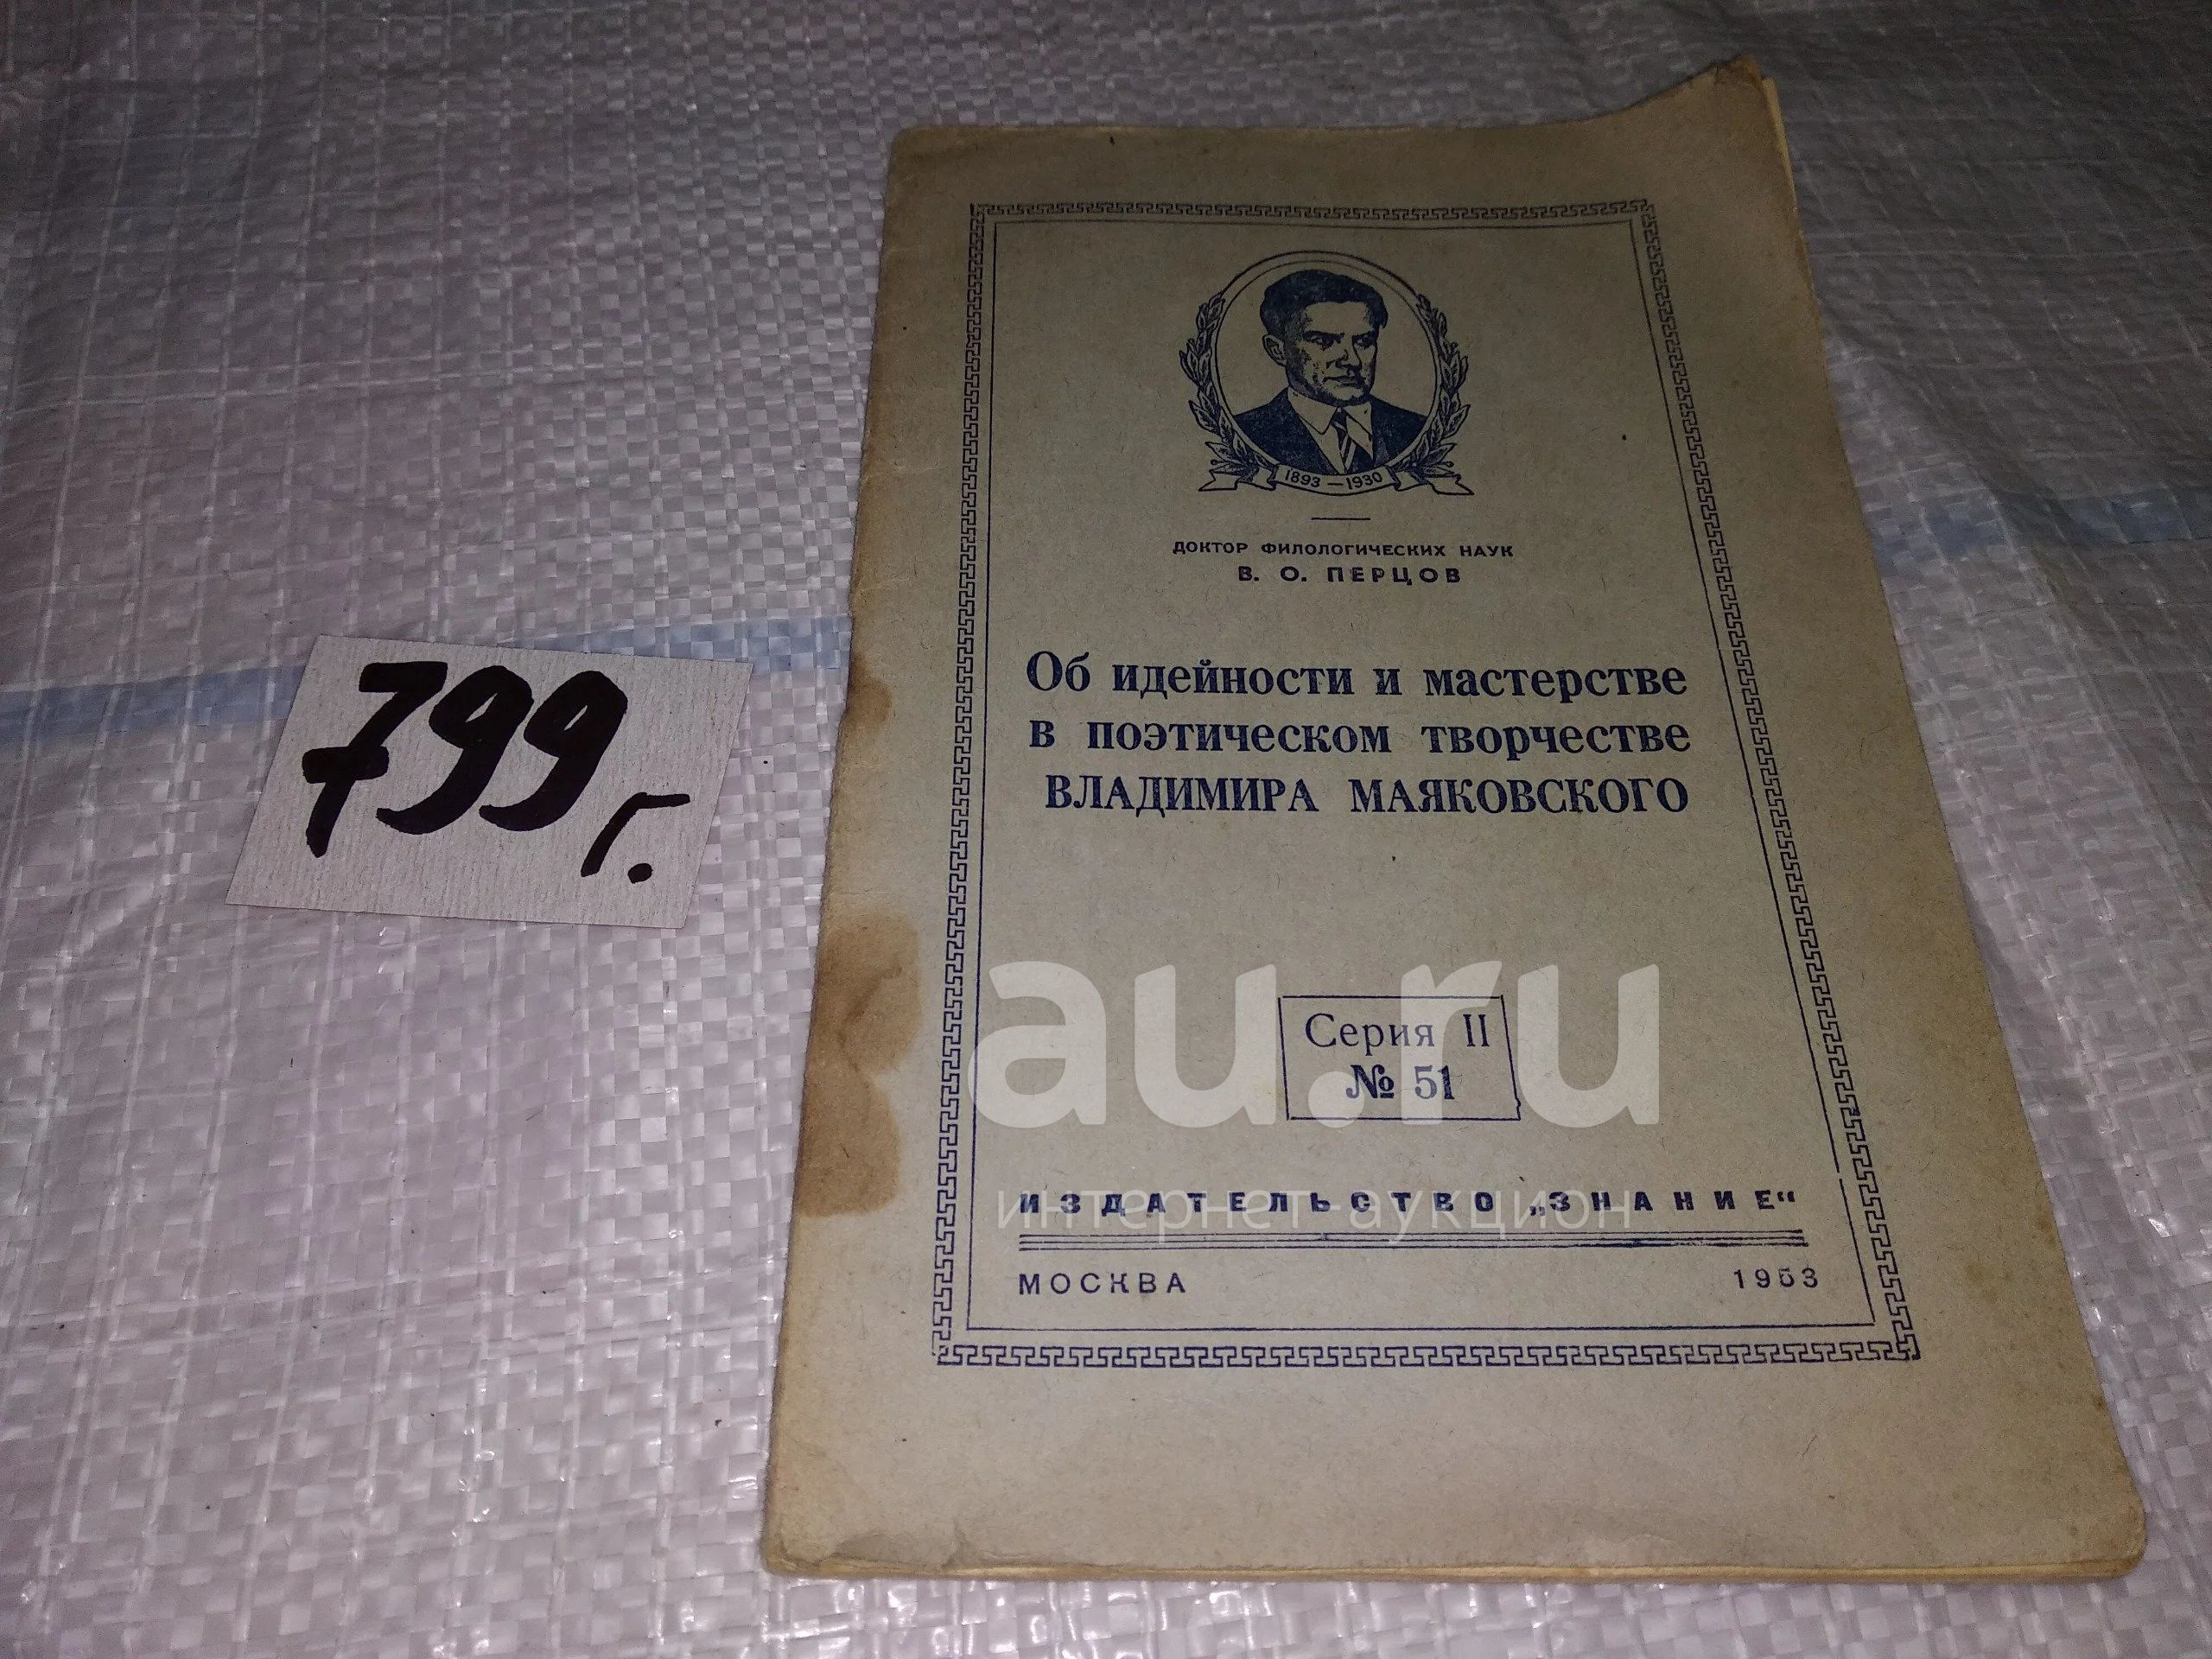 799 г.
1893 — 1930
ДОКТОР ФИЛОЛОГИЧЕСКИХ НАУК
В. О. ПЕРЦОВ
Об идейности и мастерстве
в поэтическом творчестве
ВЛАДИМИРА МАЯКОВСКОГО
au.ru
Серия II
№ 51
ИЗДАТЕЛЬСТВО „ЗНАНИЕ“
интернет-аукцион
МОСКВА 1953